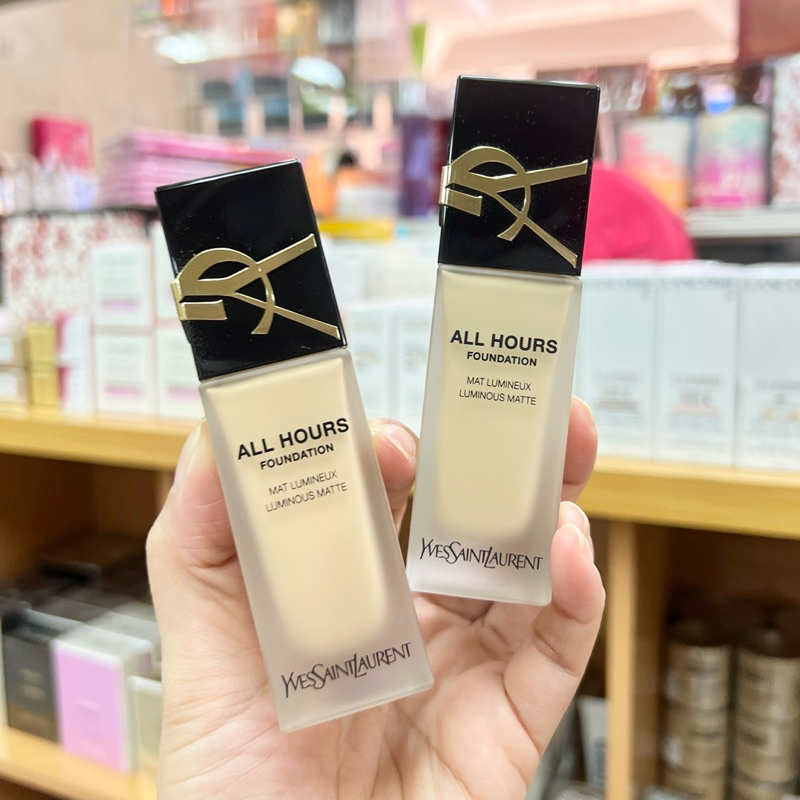 ALL HOURS
FOUNDATION
MAT LUMINEUX
LUMINOUS MATTE
YVESSAINTLAURENT
ALL HOURS
FOUNDATION
MAT LUMINEUX
LUMINOUS MATTE
YVESSAINTLAURENT